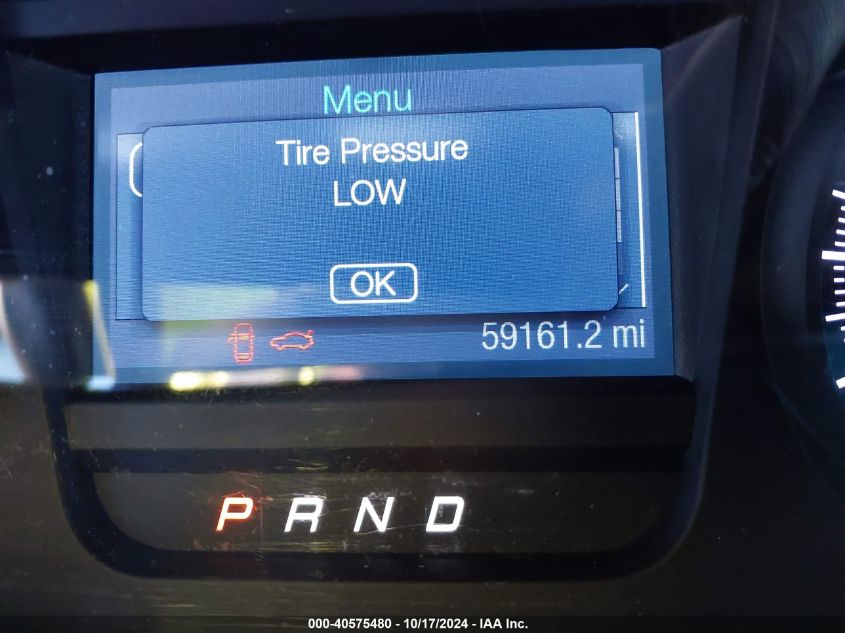 Menu
Tire Pressure
LOW
OK
59161.2 mi
P R N D
000-40575480 - 10/17/2024 - IAA Inc.